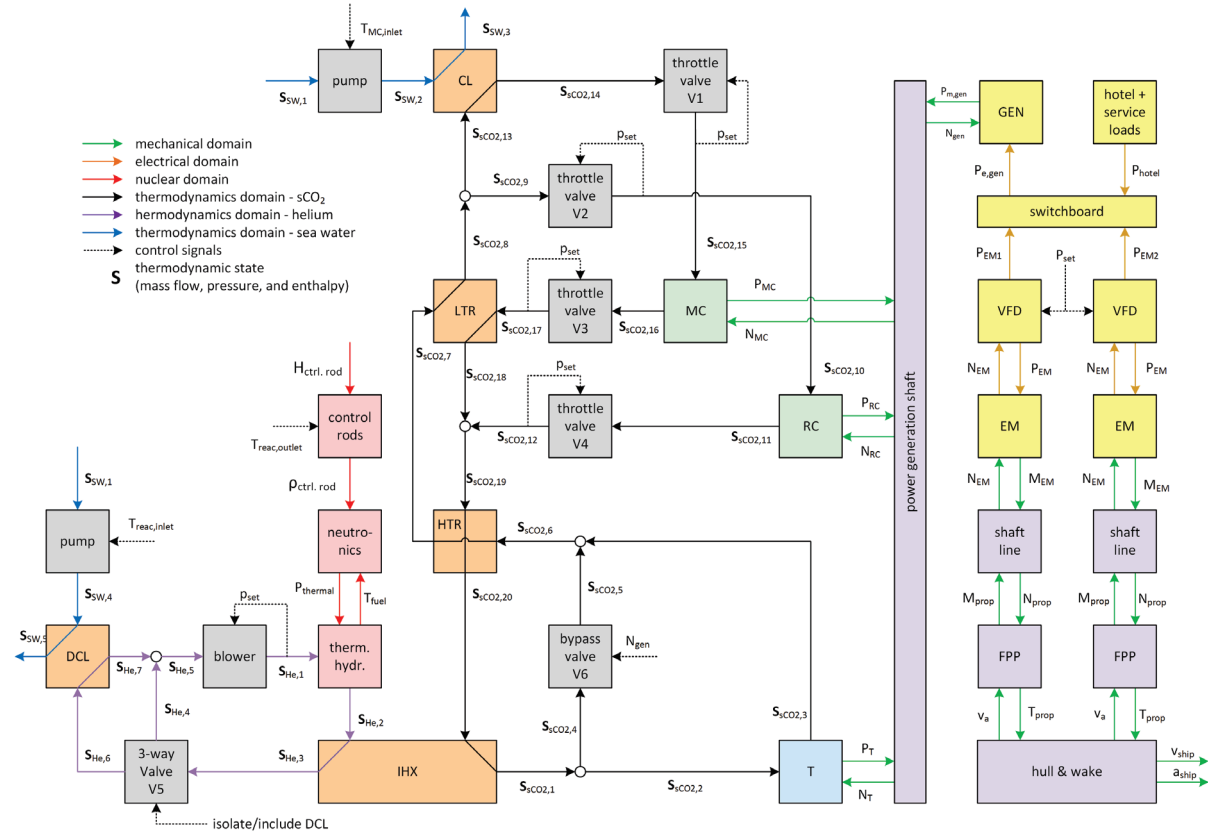 T_MC,inlet
S_SW,3
pump
CL
throttle
valve
V1
S_SW,1
S_SW,2
S_sCO2,14
P_m,gen
GEN
hotel +
service
loads
N_gen
mechanical domain
electrical domain
nuclear domain
thermodynamics domain - sCO₂
hermodynamics domain - helium
thermodynamics domain - sea water
control signals
S thermodynamic state
(mass flow, pressure, and enthalpy)
S_sCO2,13
p_set
p_set
S_sCO2,9
throttle
valve
V2
P_e,gen
P_hotel
switchboard
S_sCO2,8
S_sCO2,15
P_EM1
P_set
P_EM2
p_set
LTR
throttle
valve
V3
MC
P_MC
N_MC
VFD
VFD
S_sCO2,7
S_sCO2,17
S_sCO2,16
H_ctrl. rod
S_sCO2,18
p_set
S_sCO2,10
N_EM
P_EM
N_EM
P_EM
control
rods
T_reac,outlet
throttle
valve
V4
S_sCO2,12
S_sCO2,11
RC
P_RC
N_RC
power generation shaft
EM
EM
S_SW,1
ρ_ctrl. rod
S_sCO2,19
N_EM
M_EM
N_EM
M_EM
pump
T_reac,inlet
neutro-
nics
HTR
S_sCO2,6
shaft
line
shaft
line
S_SW,4
P_thermal
T_fuel
S_sCO2,20
S_sCO2,5
M_prop
N_prop
M_prop
N_prop
p_set
S_SW,5
DCL
S_He,7
S_He,5
blower
S_He,1
therm.
hydr.
bypass
valve
V6
N_gen
FPP
FPP
S_He,4
S_He,2
S_sCO2,4
S_sCO2,3
v_a
T_prop
v_a
T_prop
S_He,6
3-way
Valve
V5
S_He,3
IHX
S_sCO2,1
S_sCO2,2
T
P_T
N_T
hull & wake
v_ship
a_ship
isolate/include DCL